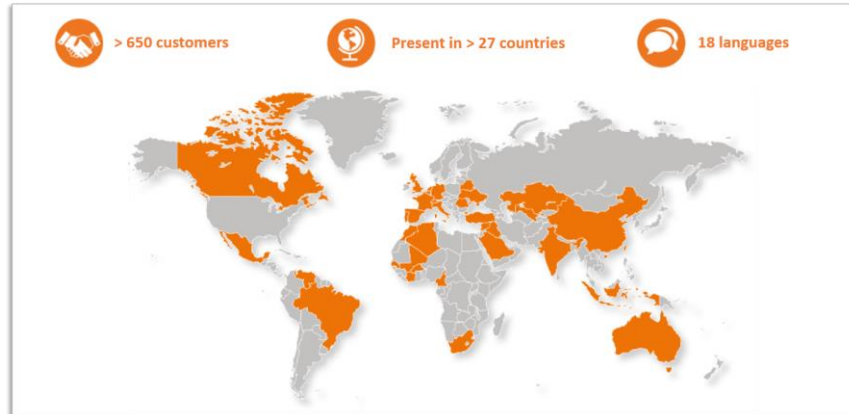 > 650 customers
Present in > 27 countries
18 languages